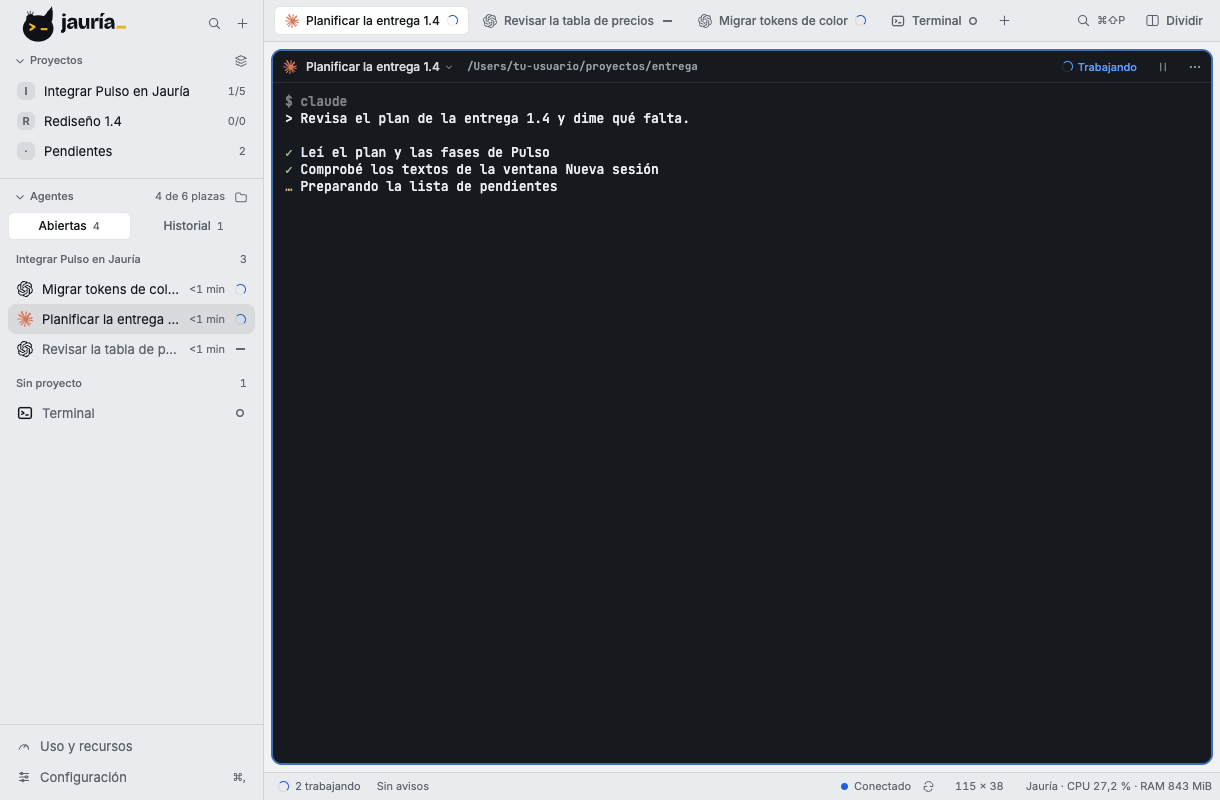 jauría_
Proyectos
I Integrar Pulso en Jauría 1/5
R Rediseño 1.4 0/0
· Pendientes 2
Agentes 4 de 6 plazas
Abiertas 4 Historial 1
Integrar Pulso en Jauría 3
Migrar tokens de col... <1 min
Planificar la entrega ... <1 min
Revisar la tabla de p... <1 min
Sin proyecto 1
Terminal
Uso y recursos
Configuración ⌘,
Planificar la entrega 1.4 Revisar la tabla de precios Migrar tokens de color Terminal ⌘⇧P Dividir
Planificar la entrega 1.4 /Users/tu-usuario/proyectos/entrega Trabajando
$ claude
> Revisa el plan de la entrega 1.4 y dime qué falta.
✓ Leí el plan y las fases de Pulso
✓ Comprobé los textos de la ventana Nueva sesión
… Preparando la lista de pendientes
2 trabajando Sin avisos Conectado 115 × 38 Jauría · CPU 27,2 % · RAM 843 MiB